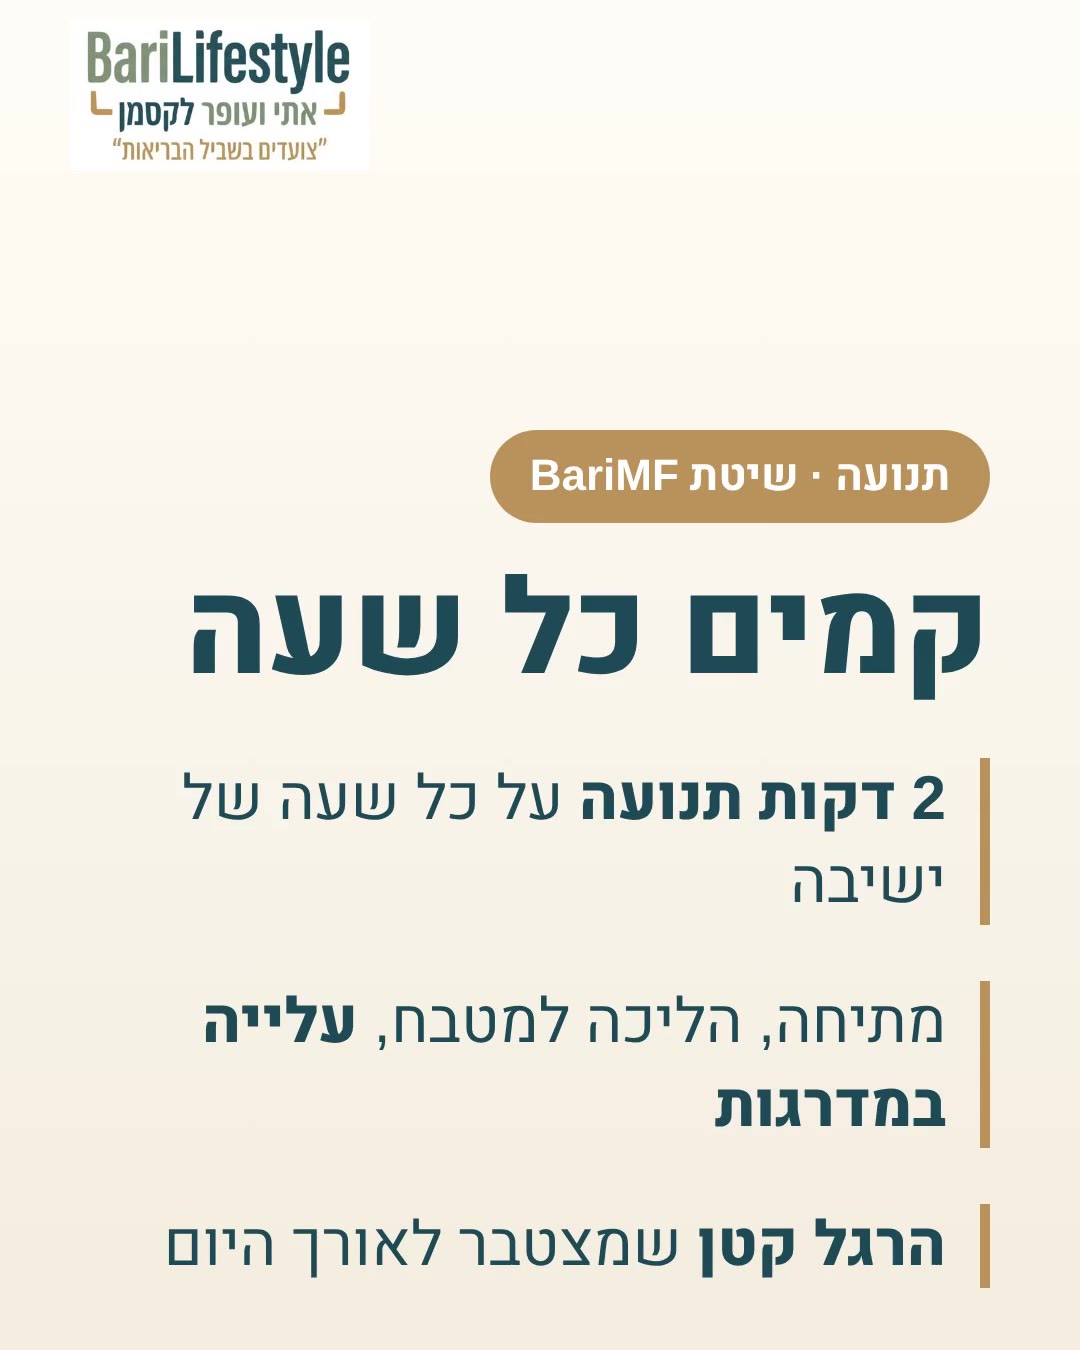 BariLifestyle
אתי ועופר לקסמן
"צועדים בשביל הבריאות"
תנועה · שיטת BariMF
קמים כל שעה
2 דקות תנועה על כל שעה של
ישיבה
מתיחה, הליכה למטבח, עלייה
במדרגות
הרגל קטן שמצטבר לאורך היום